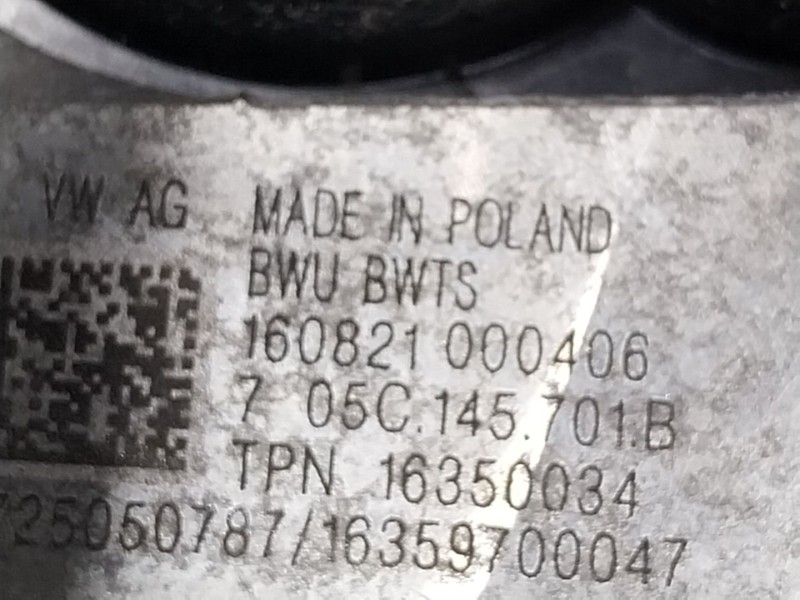 VW AG MADE IN POLAND
BWU BWTS
160821 000406
7 05C.145.701.B
TPN 16350034
725050787/16359700047